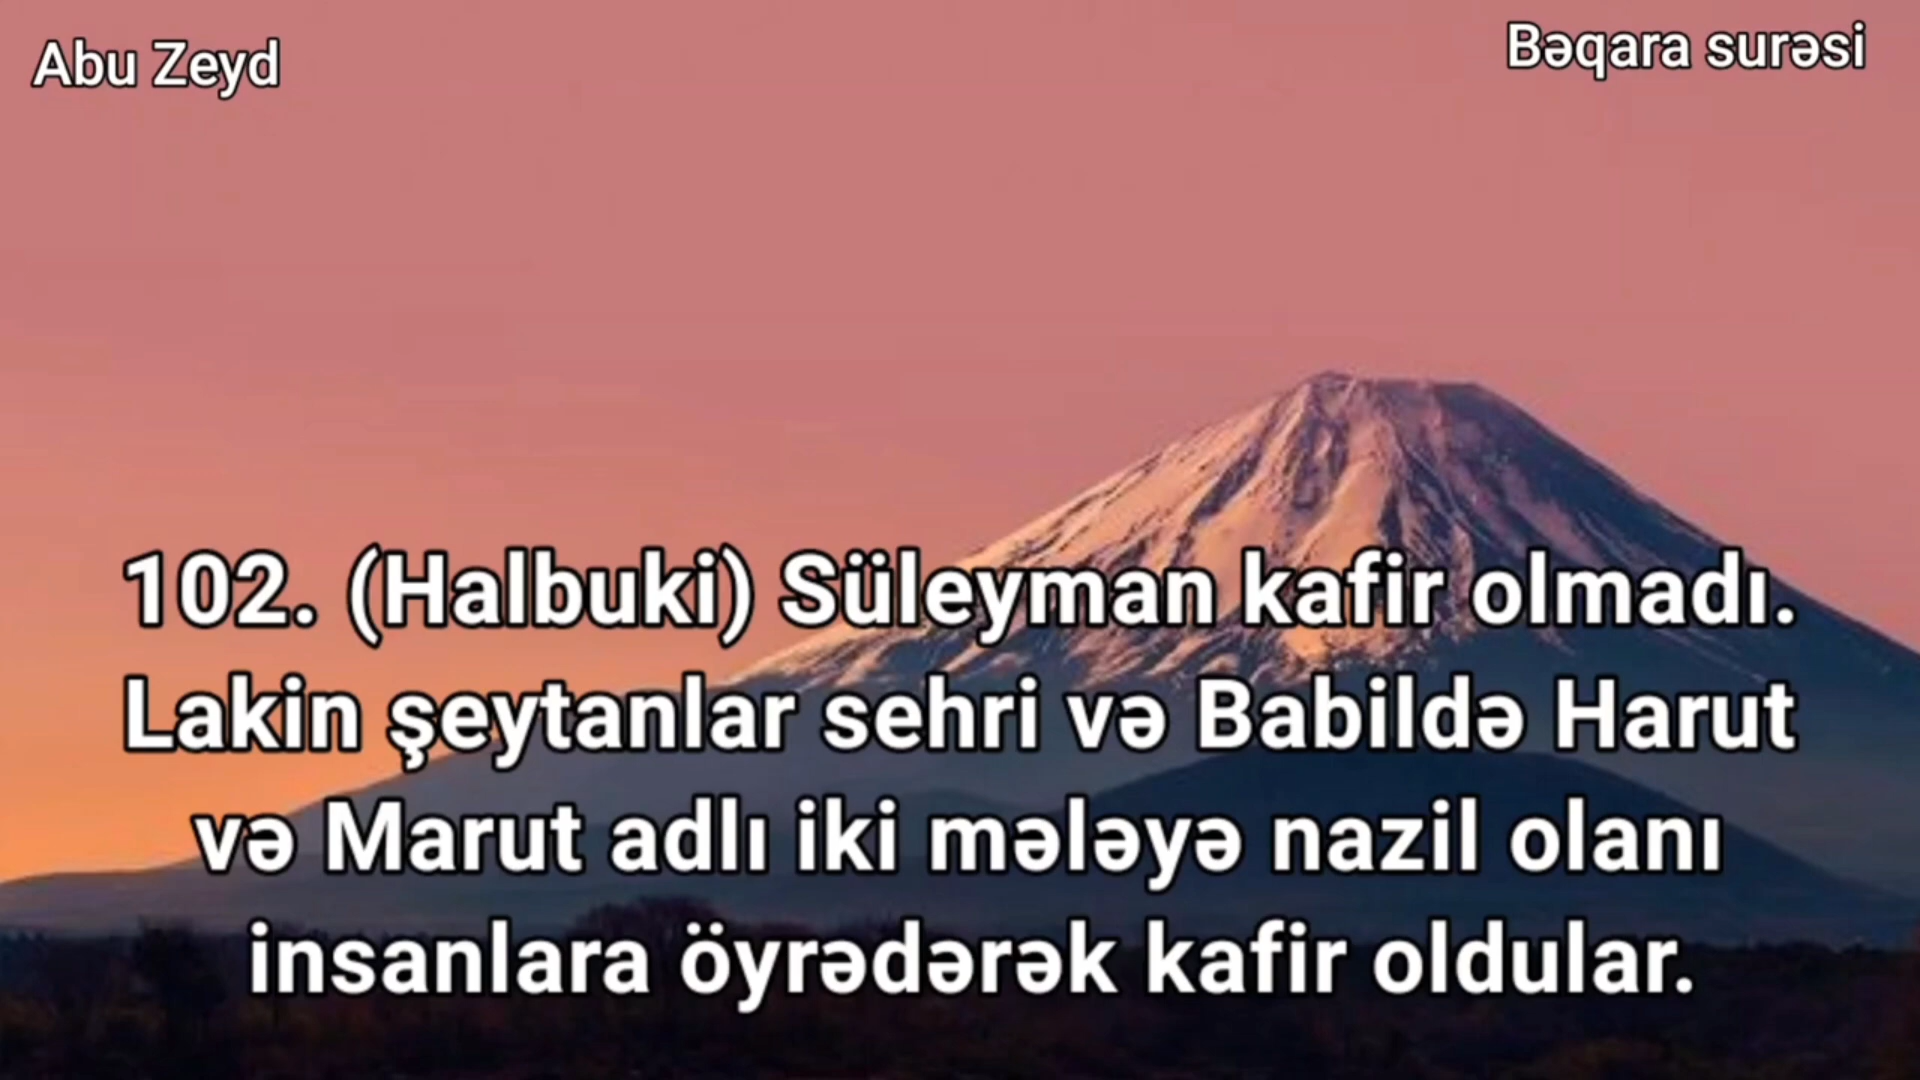 Abu Zeyd
Bəqara surəsi
102. (Halbuki) Süleyman kafir olmadı.
Lakin şeytanlar sehri və Babildə Harut
və Marut adlı iki mələyə nazil olanı
insanlara öyrədərək kafir oldular.